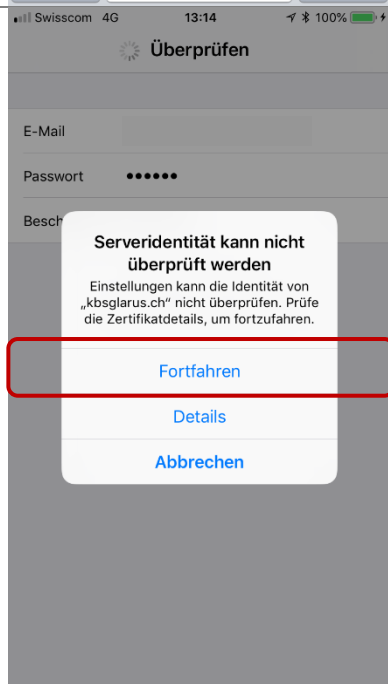 Swisscom 4G 13:14 100%
Überprüfen
E-Mail
Passwort ••••••
Besch
Serveridentität kann nicht
überprüft werden
Einstellungen kann die Identität von
„kbsglarus.ch“ nicht überprüfen. Prüfe
die Zertifikatdetails, um fortzufahren.
Fortfahren
Details
Abbrechen